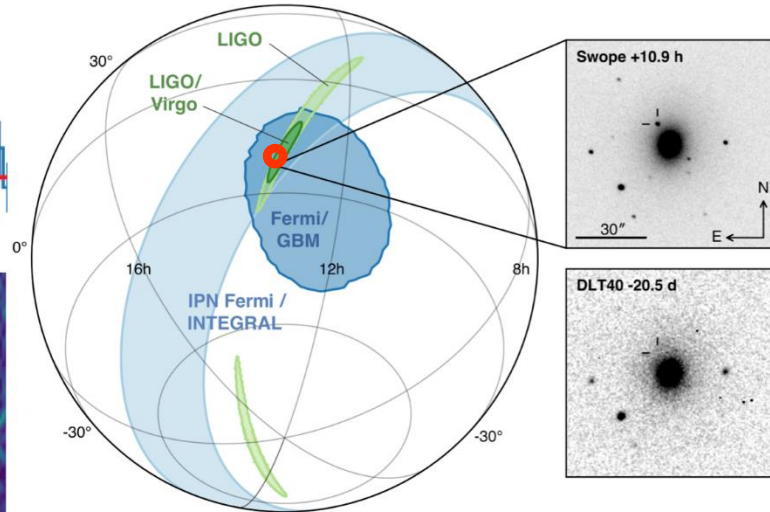 LIGO
LIGO/
Virgo
Fermi/
GBM
IPN Fermi /
INTEGRAL
30°
0°
-30°
-30°
16h
12h
8h
Swope +10.9 h
30"
N
E
DLT40 -20.5 d